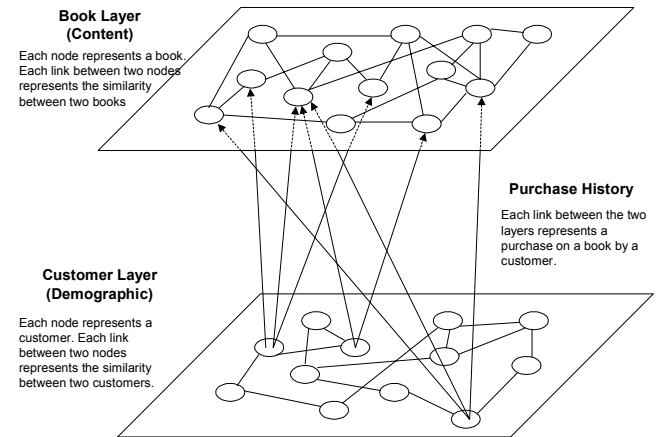 Book Layer
(Content)
Each node represents a book.
Each link between two nodes
represents the similarity
between two books
Purchase History
Each link between the two
layers represents a
purchase on a book by a
customer.
Customer Layer
(Demographic)
Each node represents a
customer. Each link
between two nodes
represents the similarity
between two customers.